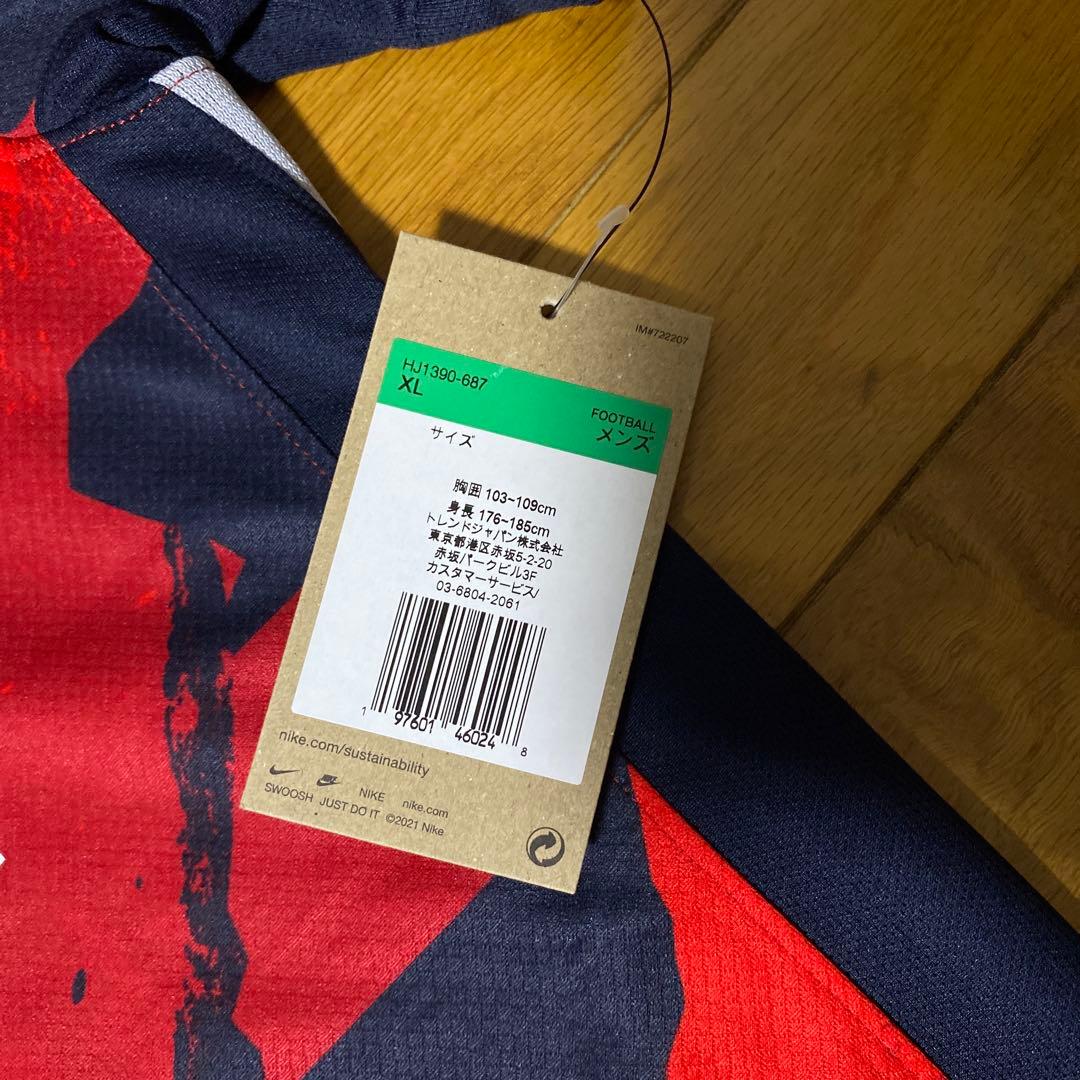 IM#722207
HJ1390-687
XL
FOOTBALL
メンズ
サイズ
胸囲 103~109cm
身長 176~185cm
トレンドジャパン株式会社
東京都港区赤坂5-2-20
赤坂パークビル3F
カスタマーサービス/
03-6804-2061
1 97601 46024 8
nike.com/sustainability
NIKE nike.com
SWOOSH JUST DO IT ©2021 Nike